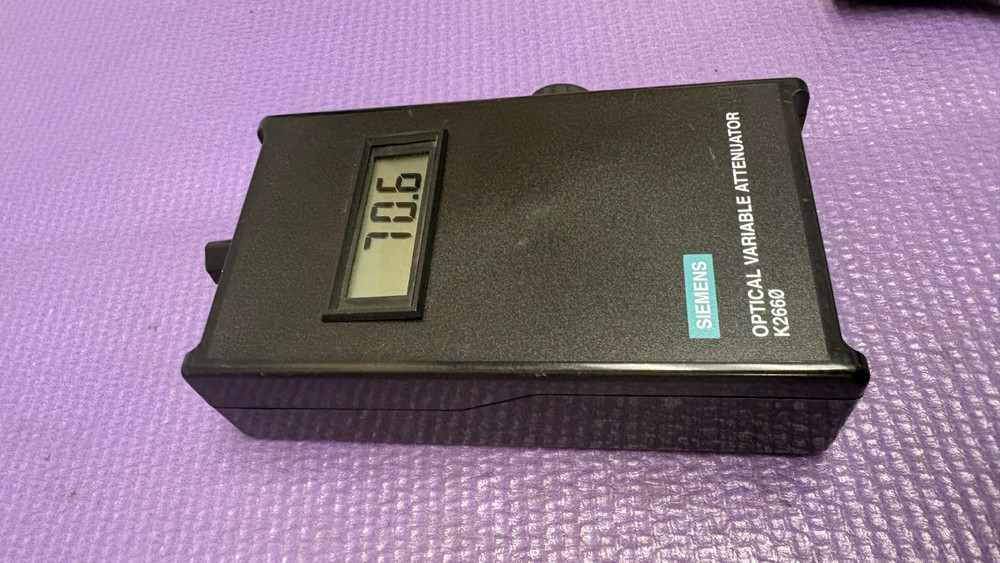 70.6
SIEMENS
OPTICAL VARIABLE ATTENUATOR
K266Ø